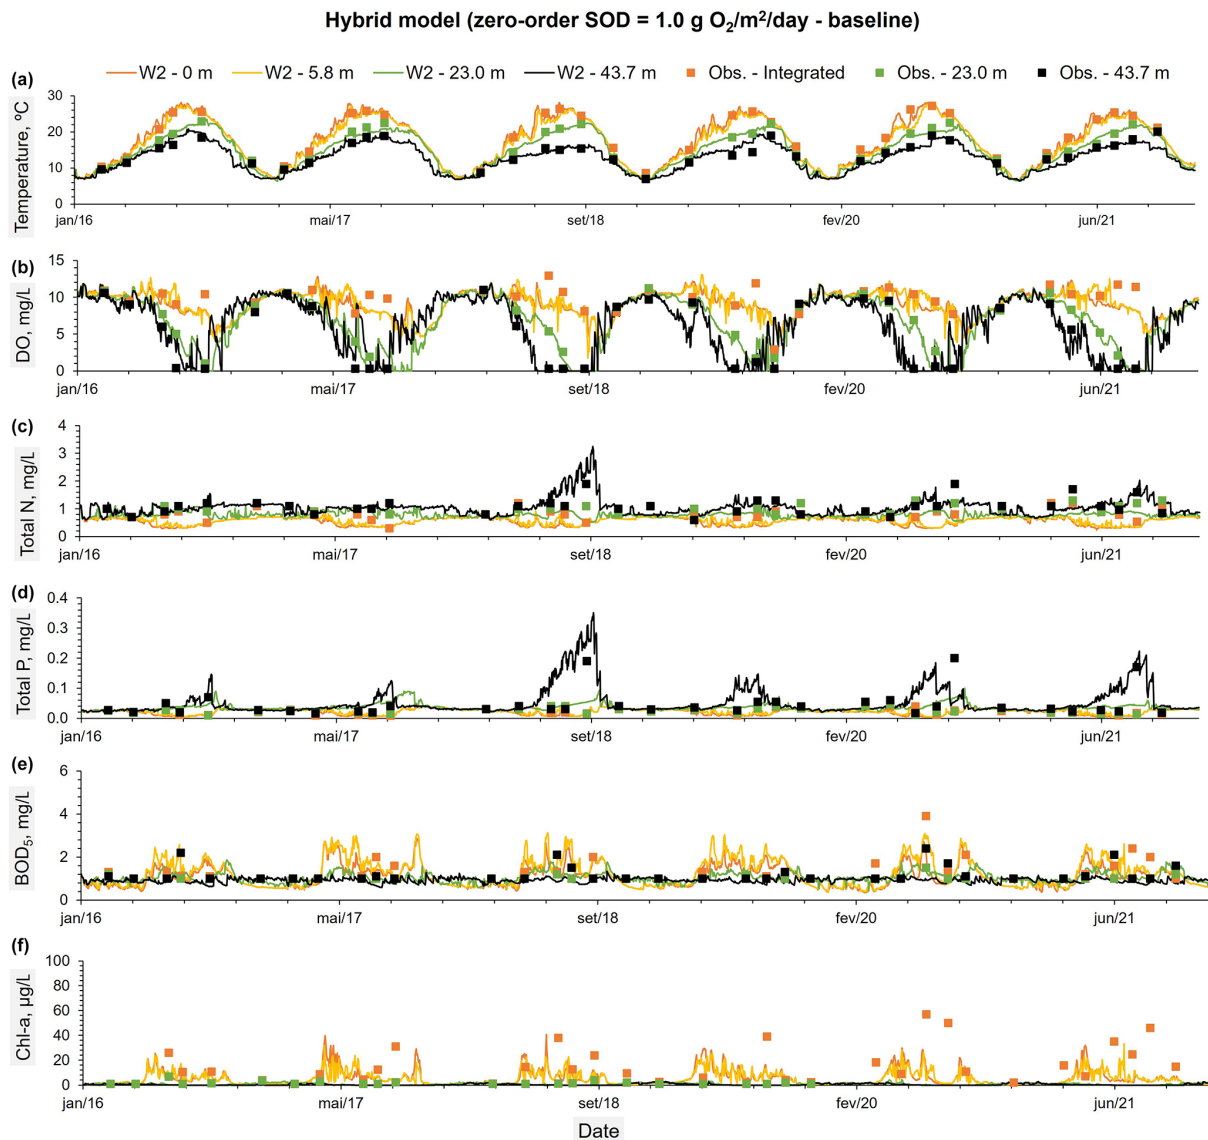 Hybrid model (zero-order SOD = 1.0 g O₂/m²/day - baseline)
W2 - 0 m W2 - 5.8 m W2 - 23.0 m W2 - 43.7 m Obs. - Integrated Obs. - 23.0 m Obs. - 43.7 m
(a)
Temperature, ºC
30
20
10
0
jan/16 mai/17 set/18 fev/20 jun/21
(b)
DO, mg/L
15
10
5
0
jan/16 mai/17 set/18 fev/20 jun/21
(c)
Total N, mg/L
4
3
2
1
0
jan/16 mai/17 set/18 fev/20 jun/21
(d)
Total P, mg/L
0.4
0.3
0.2
0.1
0.0
jan/16 mai/17 set/18 fev/20 jun/21
(e)
BOD₅, mg/L
6
4
2
0
jan/16 mai/17 set/18 fev/20 jun/21
(f)
Chl-a, µg/L
100
80
60
40
20
0
jan/16 mai/17 set/18 fev/20 jun/21
Date